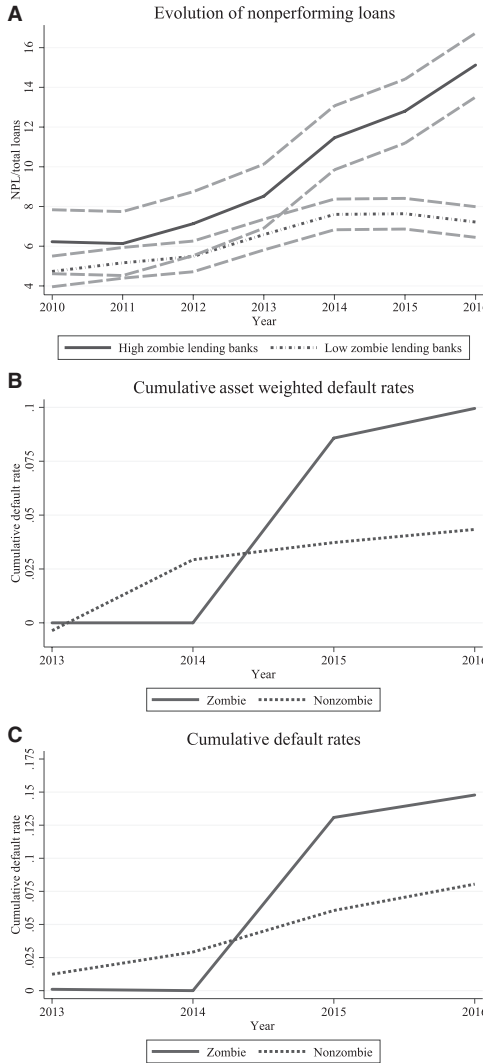 A
Evolution of nonperforming loans
NPL/total loans
16
14
12
10
8
6
4
2010 2011 2012 2013 2014 2015 2016
Year
High zombie lending banks Low zombie lending banks
B
Cumulative asset weighted default rates
Cumulative default rate
.1
.075
.05
.025
0
2013 2014 2015 2016
Year
Zombie Nonzombie
C
Cumulative default rates
Cumulative default rate
.175
.15
.125
.1
.075
.05
.025
0
2013 2014 2015 2016
Year
Zombie Nonzombie